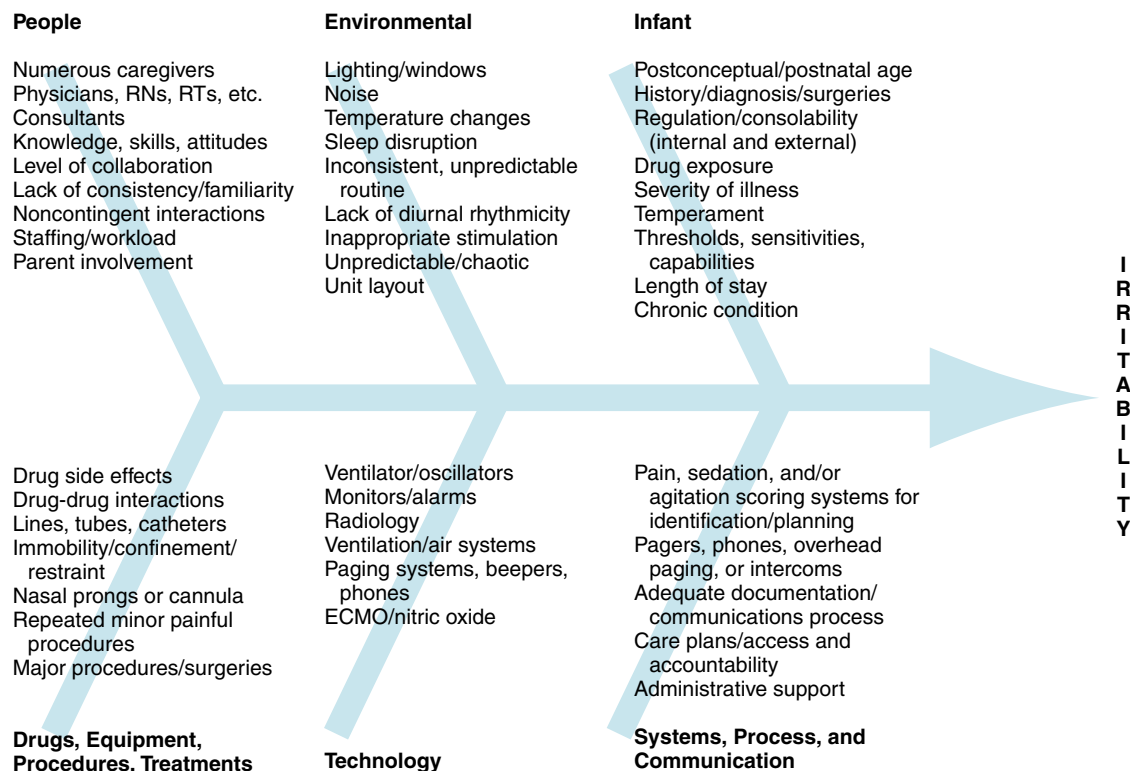 People
Numerous caregivers
Physicians, RNs, RTs, etc.
Consultants
Knowledge, skills, attitudes
Level of collaboration
Lack of consistency/familiarity
Noncontingent interactions
Staffing/workload
Parent involvement
Environmental
Lighting/windows
Noise
Temperature changes
Sleep disruption
Inconsistent, unpredictable
routine
Lack of diurnal rhythmicity
Inappropriate stimulation
Unpredictable/chaotic
Unit layout
Infant
Postconceptual/postnatal age
History/diagnosis/surgeries
Regulation/consolability
(internal and external)
Drug exposure
Severity of illness
Temperament
Thresholds, sensitivities,
capabilities
Length of stay
Chronic condition
IRRITABILITY
Drug side effects
Drug-drug interactions
Lines, tubes, catheters
Immobility/confinement/
restraint
Nasal prongs or cannula
Repeated minor painful
procedures
Major procedures/surgeries
Drugs, Equipment,
Procedures, Treatments
Ventilator/oscillators
Monitors/alarms
Radiology
Ventilation/air systems
Paging systems, beepers,
phones
ECMO/nitric oxide
Technology
Pain, sedation, and/or
agitation scoring systems for
identification/planning
Pagers, phones, overhead
paging, or intercoms
Adequate documentation/
communications process
Care plans/access and
accountability
Administrative support
Systems, Process, and
Communication